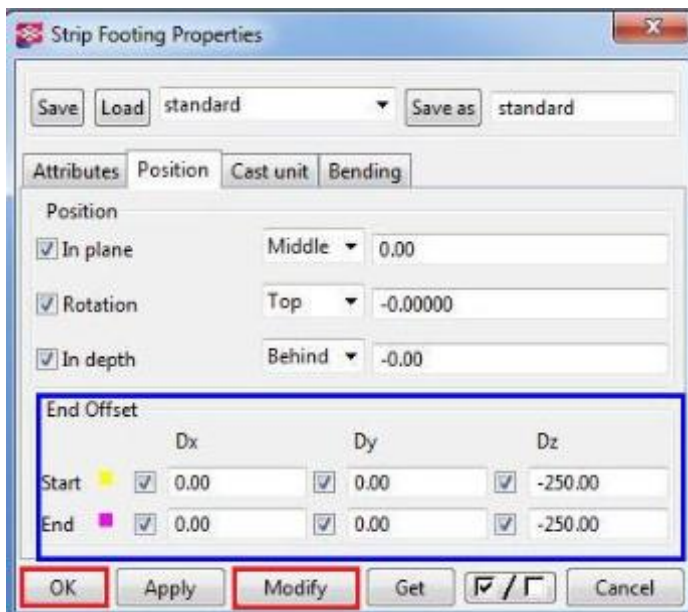 Strip Footing Properties
Save Load standard Save as standard
Attributes Position Cast unit Bending
Position
In plane Middle 0.00
Rotation Top -0.00000
In depth Behind -0.00
End Offset
Dx Dy Dz
Start 0.00 0.00 -250.00
End 0.00 0.00 -250.00
OK Apply Modify Get / Cancel